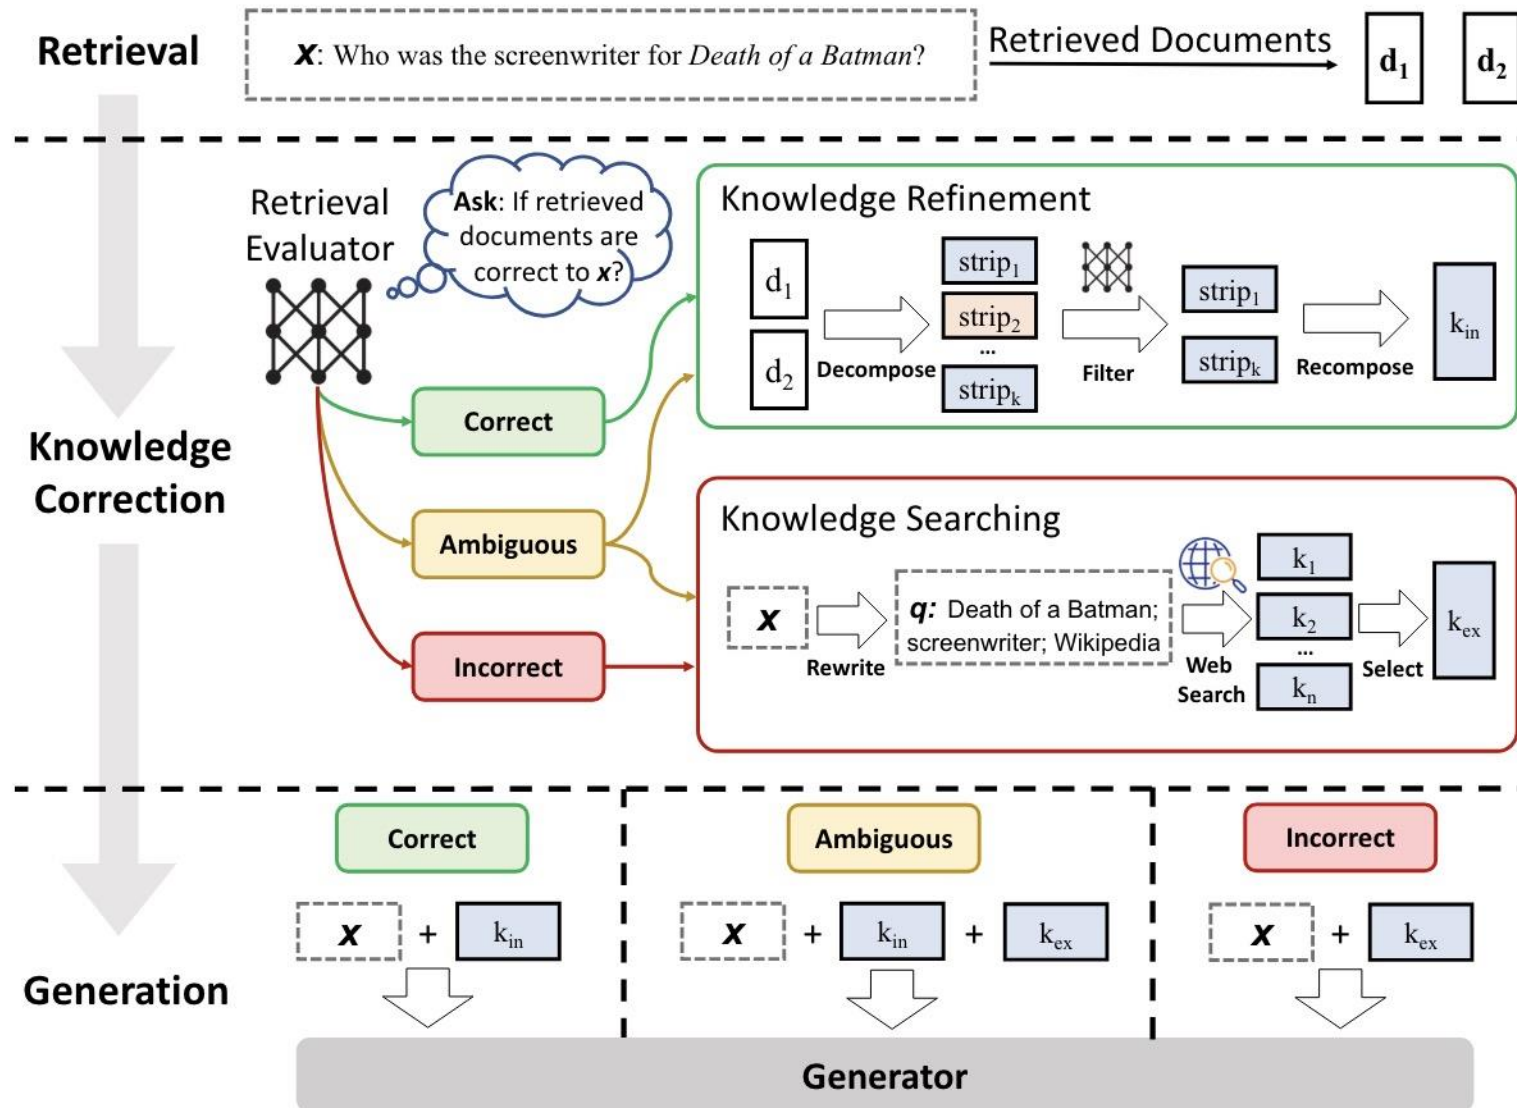 Retrieval
x: Who was the screenwriter for Death of a Batman?
Retrieved Documents
d1
d2
Retrieval
Evaluator
Ask: If retrieved
documents are
correct to x?
Knowledge
Correction
Correct
Ambiguous
Incorrect
Knowledge Refinement
d1
d2
Decompose
strip1
strip2
...
stripk
Filter
strip1
stripk
Recompose
kin
Knowledge Searching
x
Rewrite
q: Death of a Batman;
screenwriter; Wikipedia
Web
Search
k1
k2
...
kn
Select
kex
Generation
Correct
x + kin
Ambiguous
x + kin + kex
Incorrect
x + kex
Generator